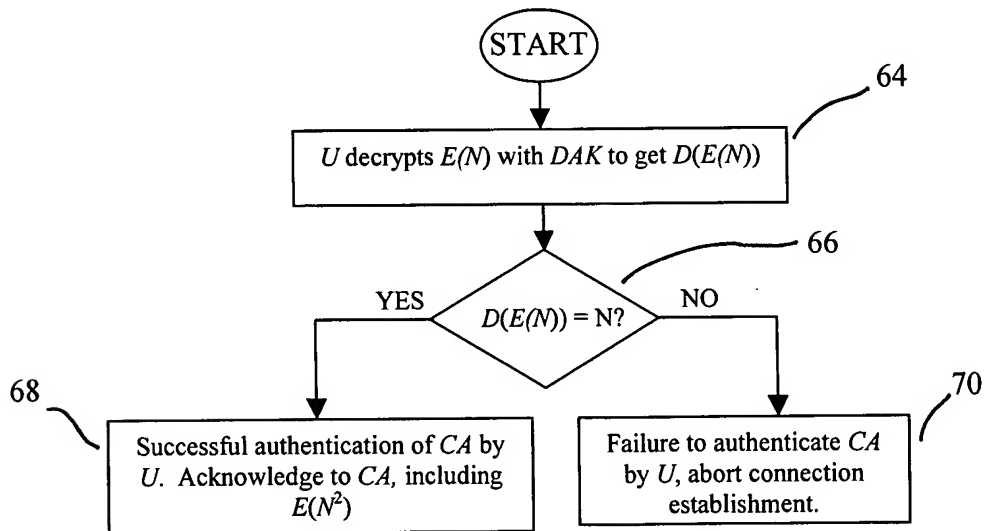 START
64
U decrypts E(N) with DAK to get D(E(N))
66
YES
NO
D(E(N)) = N?
68
70
Successful authentication of CA by
U. Acknowledge to CA, including
E(N²)
Failure to authenticate CA
by U, abort connection
establishment.